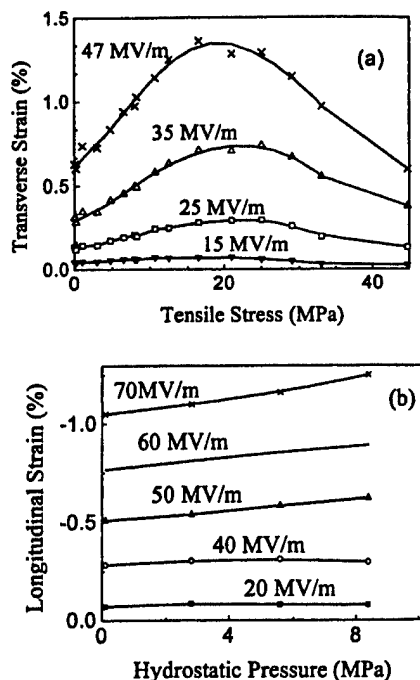 1.5
47 MV/m
(a)
1.0
35 MV/m
0.5
25 MV/m
15 MV/m
0.0
0
20
40
Transverse Strain (%)
Tensile Stress (MPa)
70MV/m
(b)
-1.0
60 MV/m
50 MV/m
-0.5
40 MV/m
20 MV/m
0.0
0
4
8
Longitudinal Strain (%)
Hydrostatic Pressure (MPa)